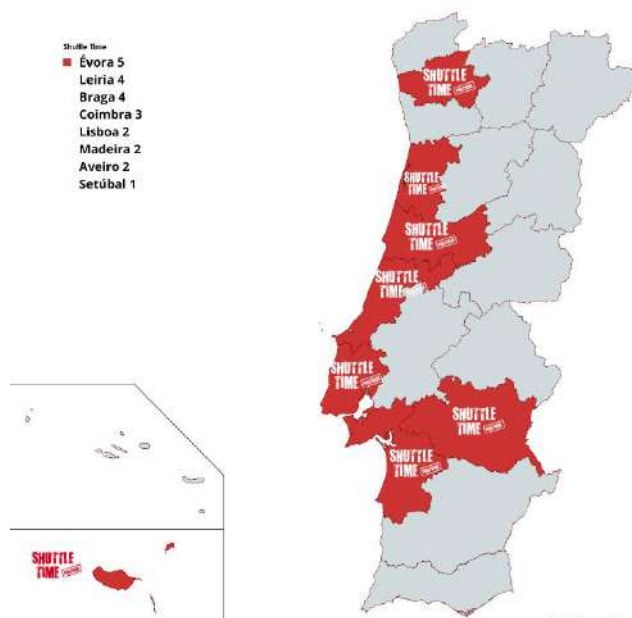 Shuttle Time
Évora 5
Leiria 4
Braga 4
Coimbra 3
Lisboa 2
Madeira 2
Aveiro 2
Setúbal 1
SHUTTLE
TIME
SHUTTLE
TIME
SHUTTLE
TIME
SHUTTLE
TIME
SHUTTLE
TIME
SHUTTLE
TIME
SHUTTLE
TIME
SHUTTLE
TIME